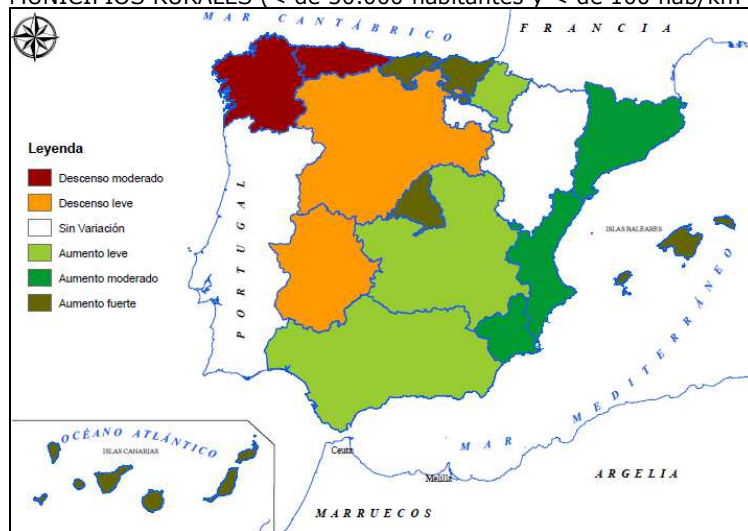 MUNICIPIOS RURALES ( < de 30.000 habitantes y < de 100 hab/km
MAR CANTÁBRICO
FRANCIA
Leyenda
Descenso moderado
Descenso leve
Sin Variación
Aumento leve
Aumento moderado
Aumento fuerte
PORTUGAL
ISLAS BALEARES
MAR MEDITERRÁNEO
OCÉANO ATLÁNTICO
ISLAS CANARIAS
Ceuta
Melilla
ARGELIA
MARRUECOS